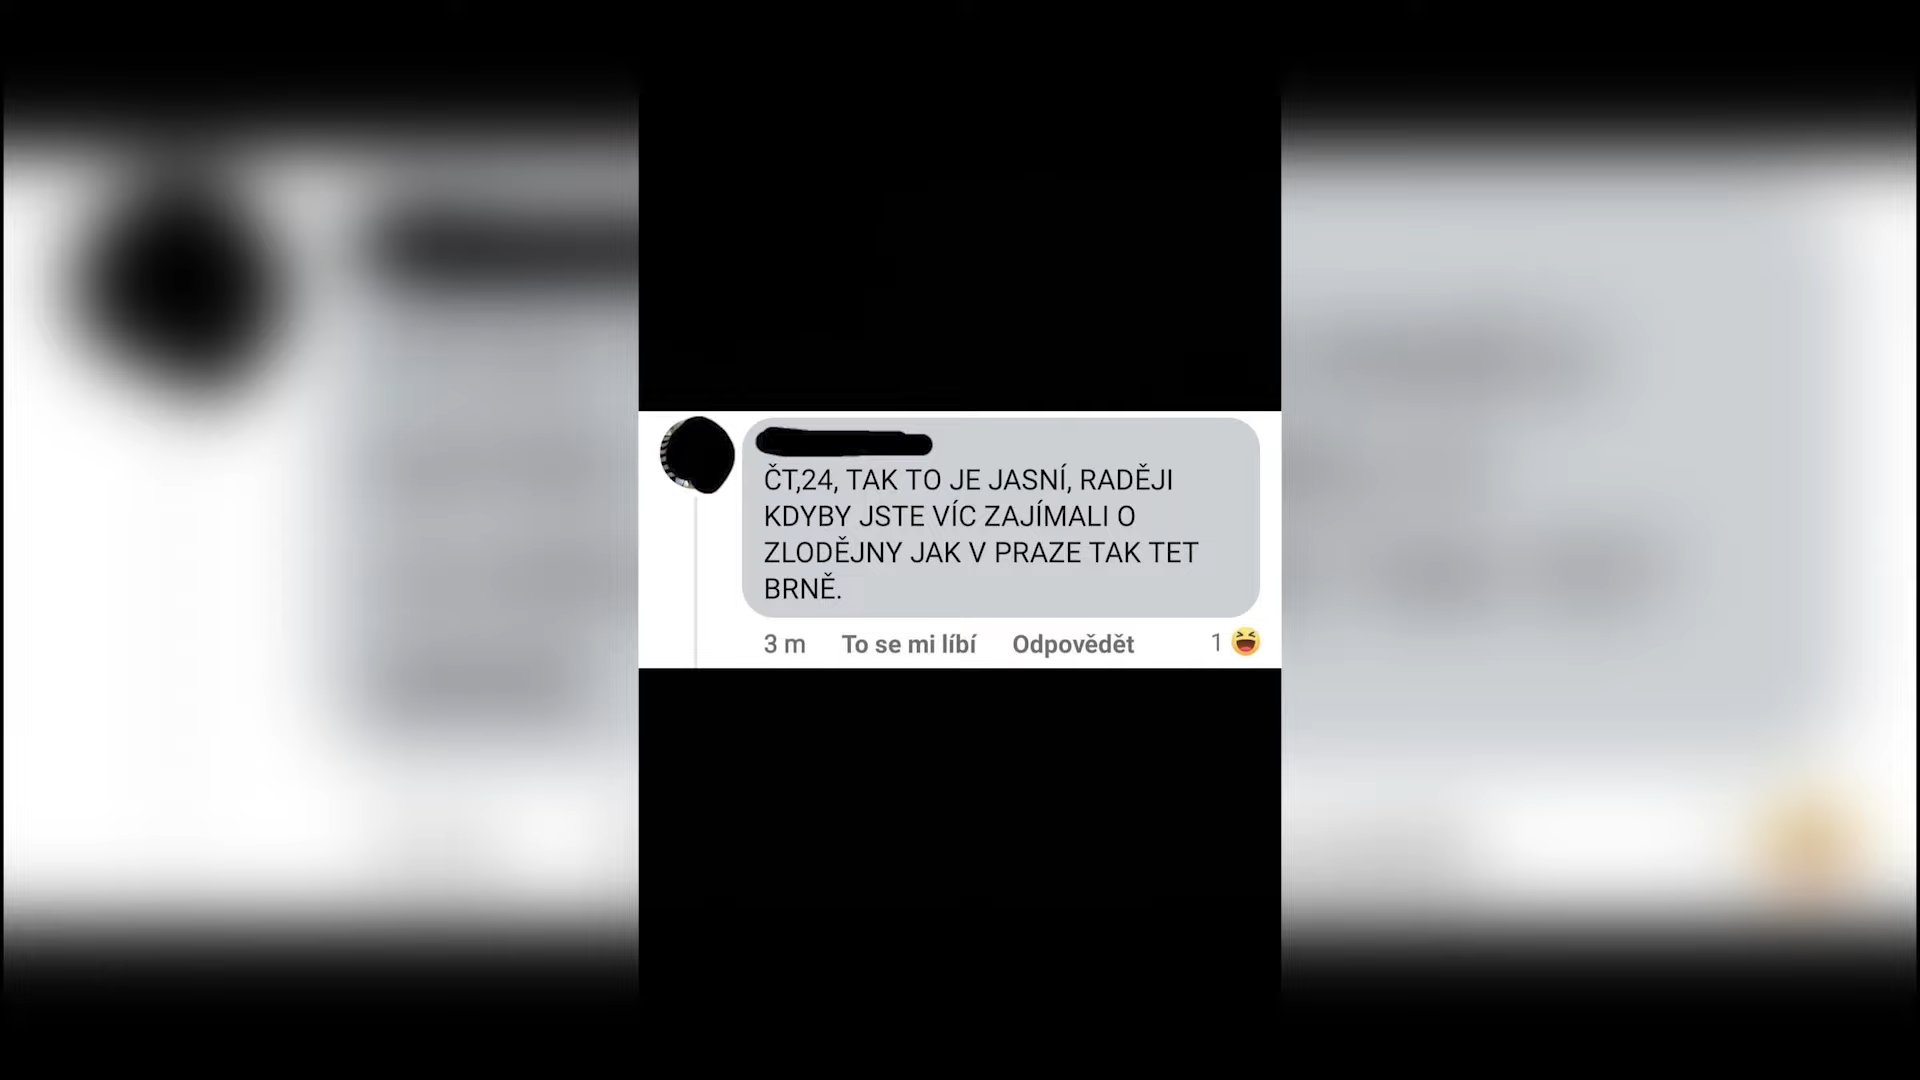 ČT,24, TAK TO JE JASNÍ, RADĚJI
KDYBY JSTE VÍC ZAJÍMALI O
ZLODĚJNY JAK V PRAZE TAK TET
BRNĚ.
3 m To se mi líbí Odpovědět 1